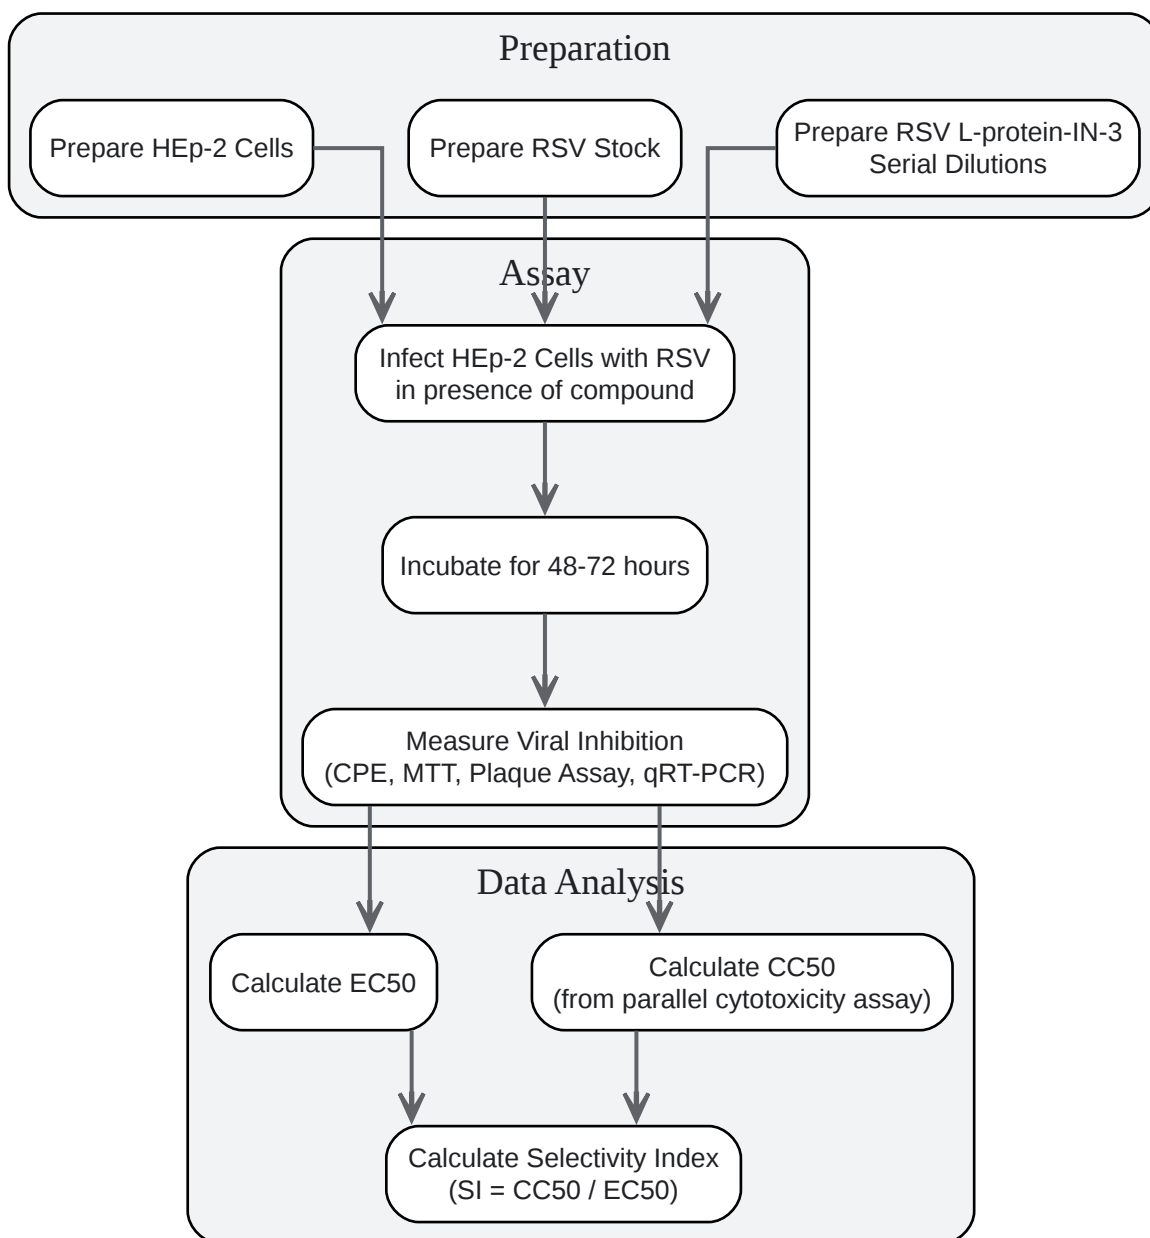 Preparation
Prepare HEp-2 Cells
Prepare RSV Stock
Prepare RSV L-protein-IN-3
Serial Dilutions
Assay
Infect HEp-2 Cells with RSV
in presence of compound
Incubate for 48-72 hours
Measure Viral Inhibition
(CPE, MTT, Plaque Assay, qRT-PCR)
Data Analysis
Calculate EC50
Calculate CC50
(from parallel cytotoxicity assay)
Calculate Selectivity Index
(SI = CC50 / EC50)